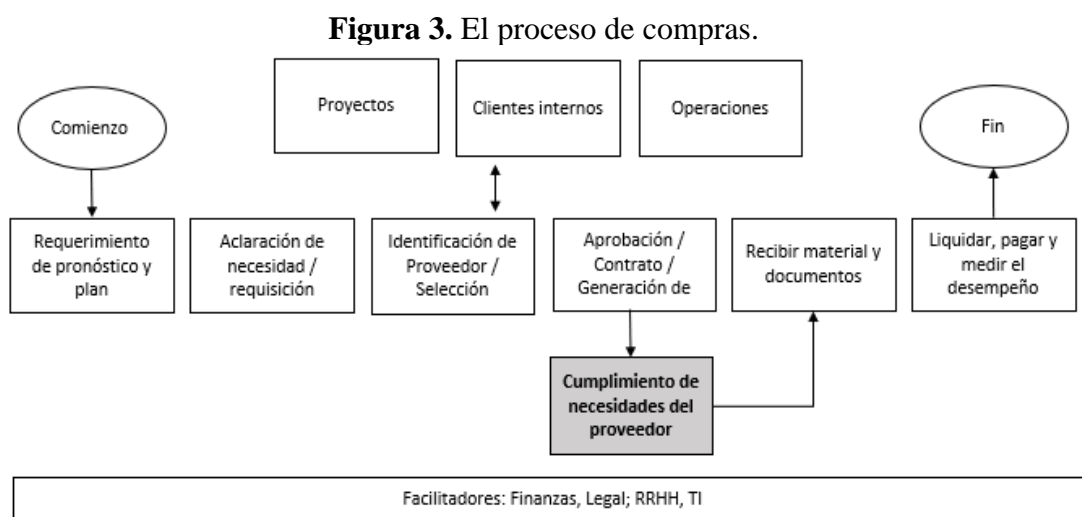 Figura 3. El proceso de compras.
Comienzo
Proyectos
Clientes internos
Operaciones
Fin
Requerimiento
de pronóstico y
plan
Aclaración de
necesidad /
requisición
Identificación de
Proveedor /
Selección
Aprobación /
Contrato /
Generación de
Recibir material y
documentos
Liquidar, pagar y
medir el
desempeño
Cumplimiento de
necesidades del
proveedor
Facilitadores: Finanzas, Legal; RRHH, TI